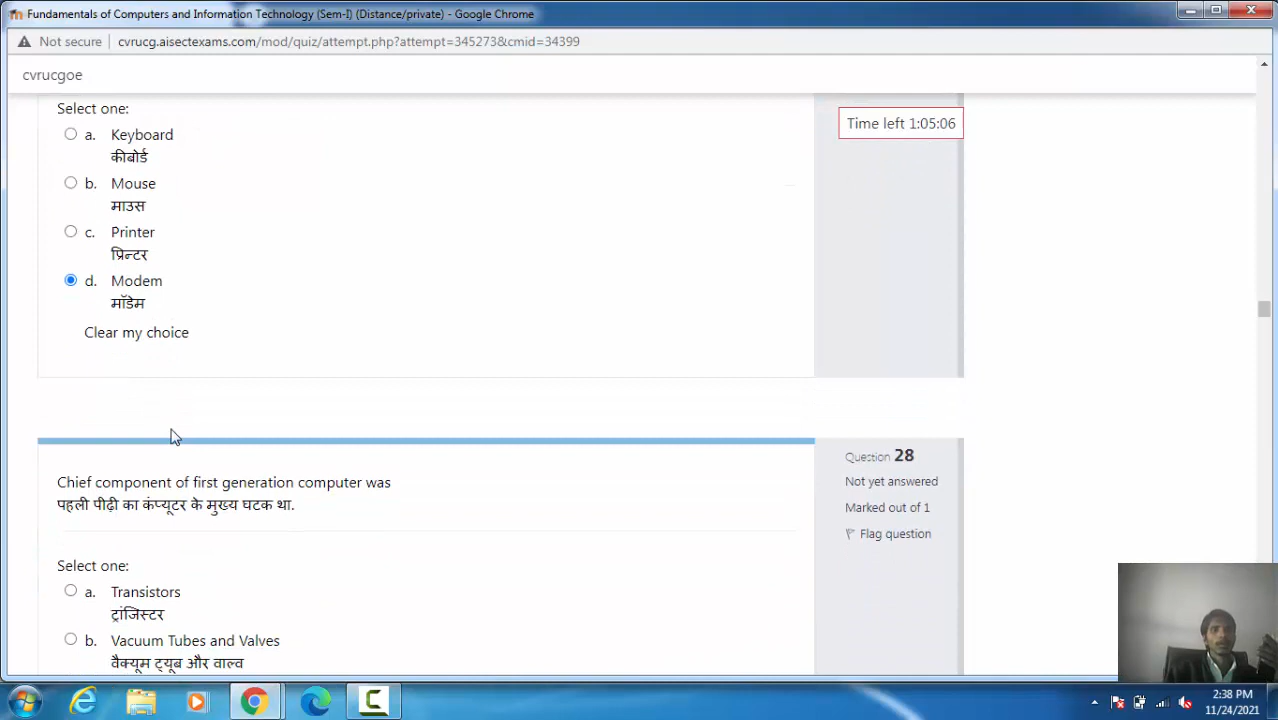 Fundamentals of Computers and Information Technology (Sem-I) (Distance/private) - Google Chrome
Not secure | cvrucg.aisectexams.com/mod/quiz/attempt.php?attempt=345273&cmid=34399
cvrucgoe
Select one:
Time left 1:05:06
a. Keyboard
कीबोर्ड
b. Mouse
माउस
c. Printer
प्रिन्टर
d. Modem
मॉडेम
Clear my choice
Question 28
Not yet answered
Marked out of 1
Flag question
Chief component of first generation computer was
पहली पीढ़ी का कंप्यूटर के मुख्य घटक था.
Select one:
a. Transistors
ट्रांजिस्टर
b. Vacuum Tubes and Valves
वैक्यूम ट्यूब और वाल्व
2:38 PM
11/24/2021